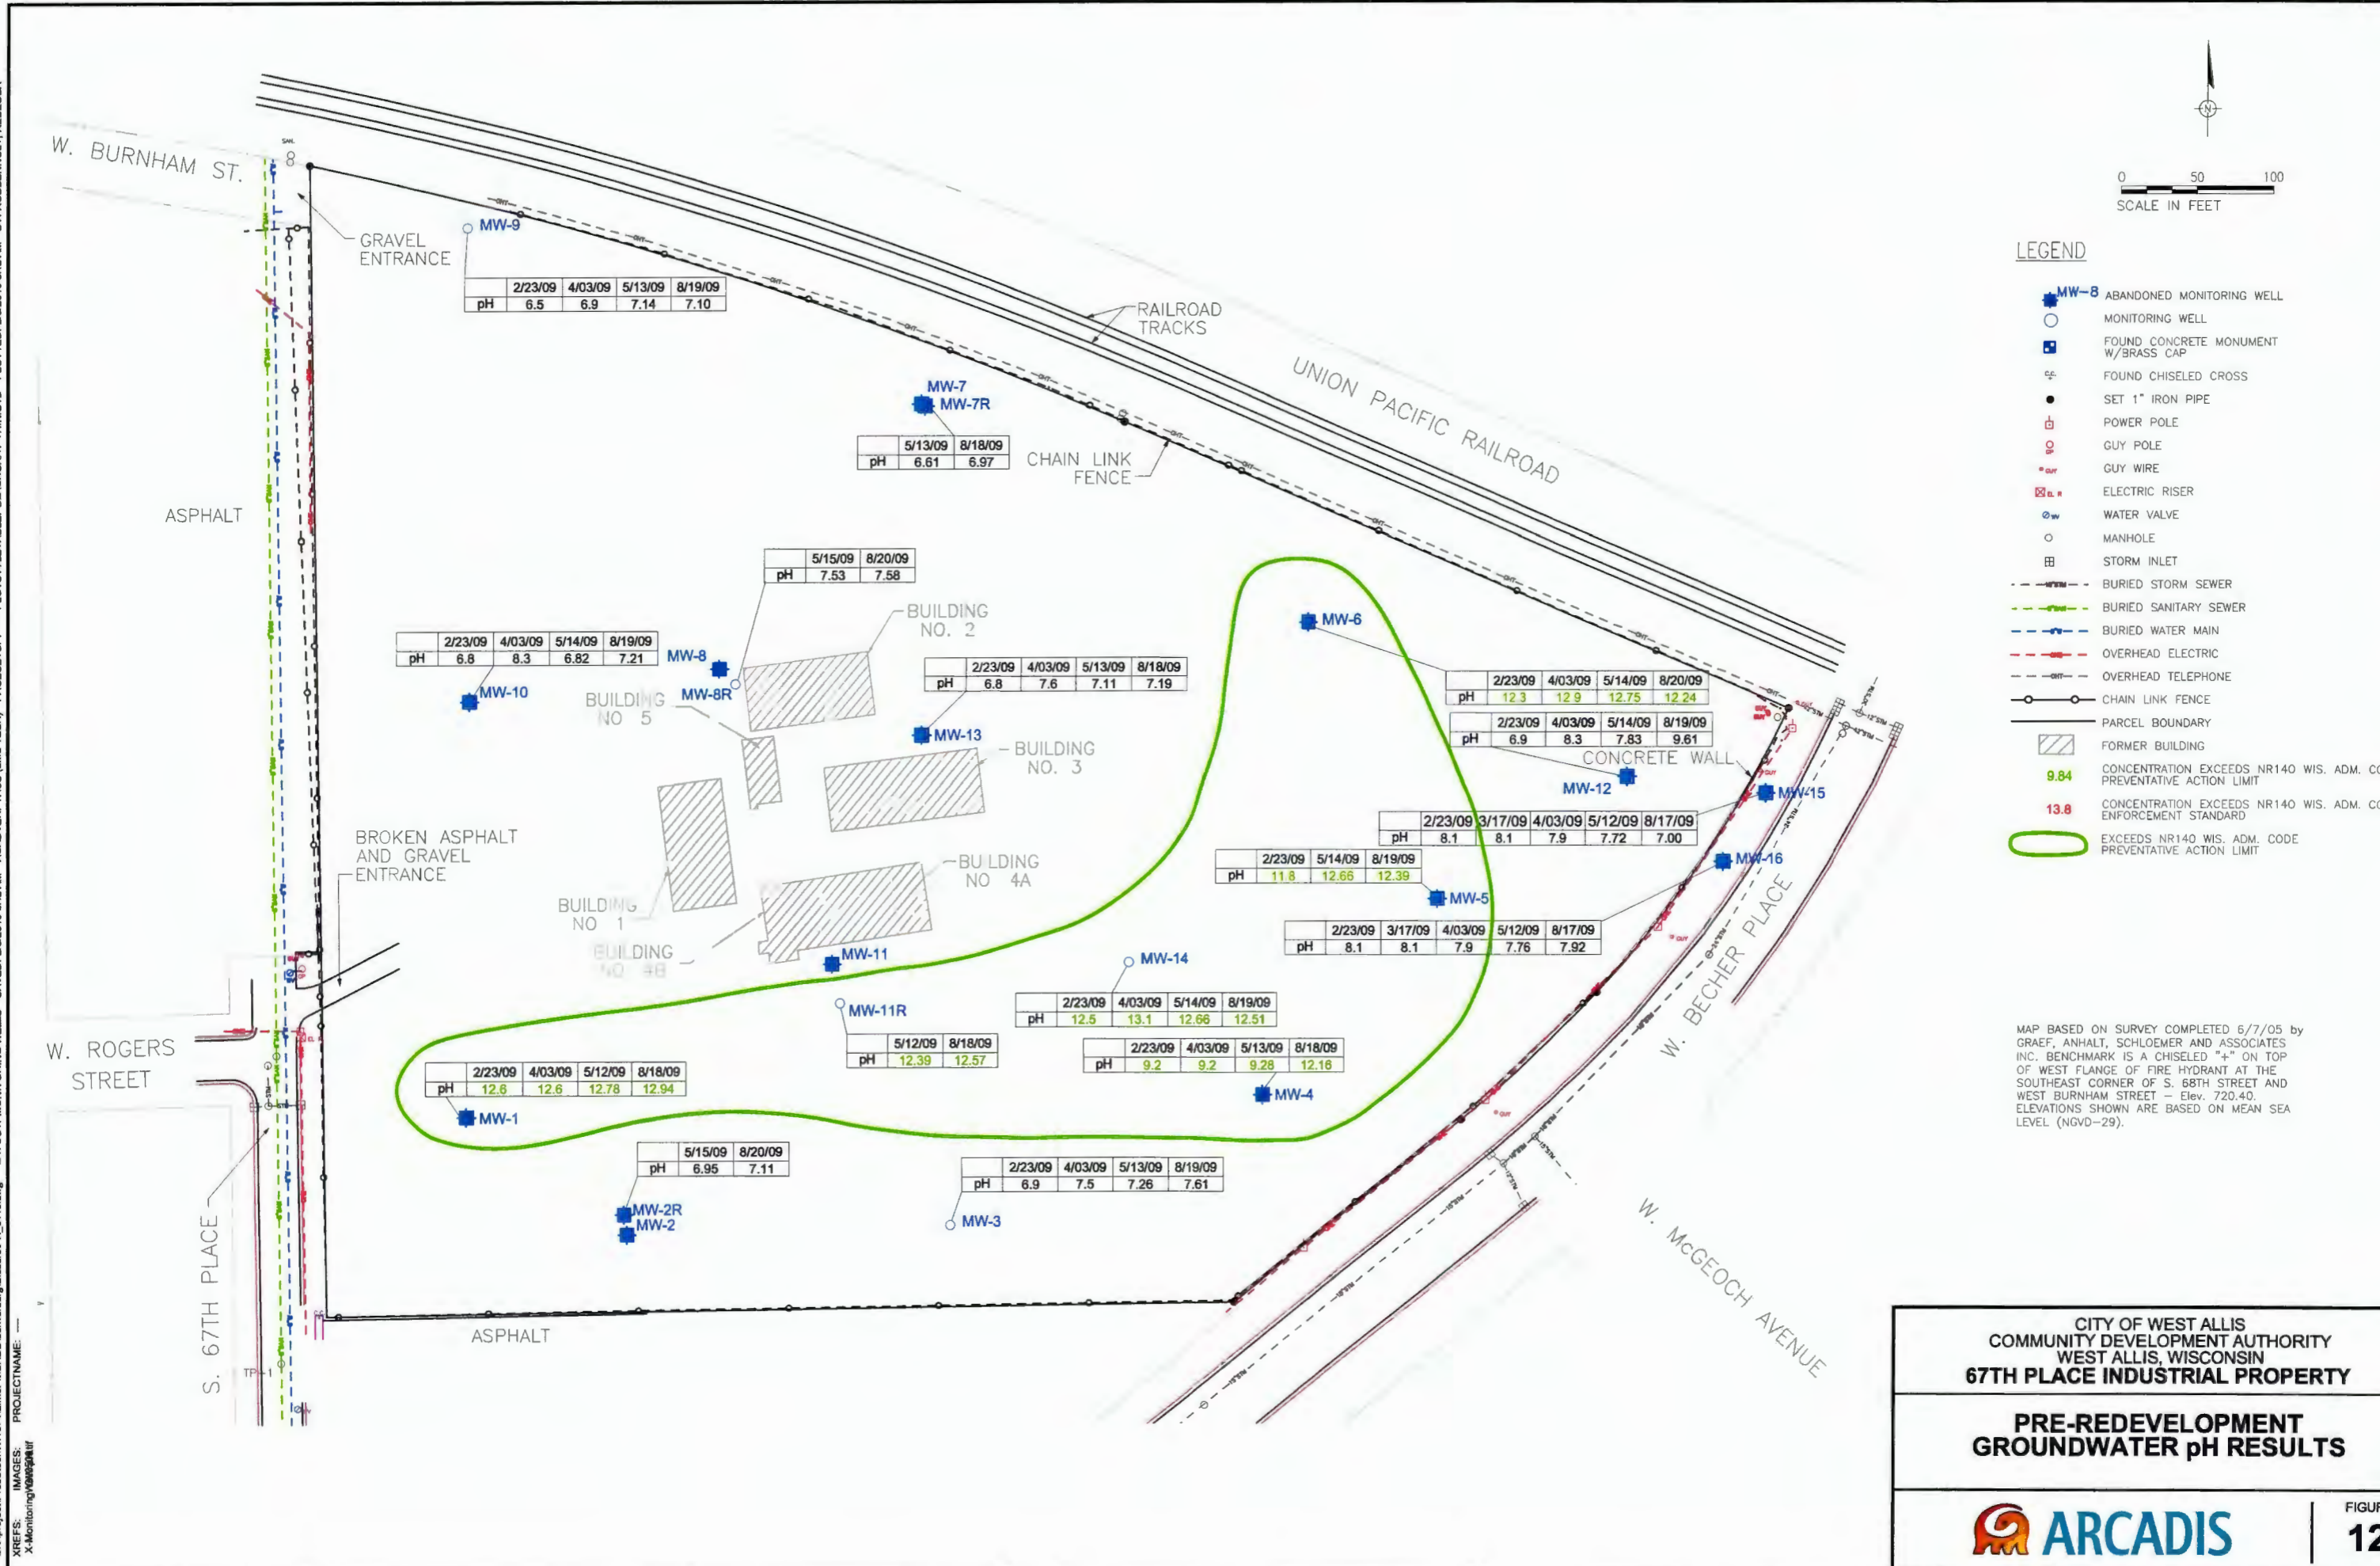 W. BURNHAM ST.
SAN.
GRAVEL
ENTRANCE
MW-9
2/23/09 4/03/09 5/13/09 8/19/09
pH 6.5 6.9 7.14 7.10
RAILROAD
TRACKS
UNION PACIFIC RAILROAD
MW-7
MW-7R
5/13/09 8/18/09
pH 6.61 6.97
CHAIN LINK
FENCE
ASPHALT
5/15/09 8/20/09
pH 7.53 7.58
BUILDING
NO. 2
2/23/09 4/03/09 5/14/09 8/19/09
pH 6.8 8.3 6.82 7.21
MW-10
MW-8
MW-8R
BUILDING
NO 5
2/23/09 4/03/09 5/13/09 8/18/09
pH 6.8 7.6 7.11 7.19
MW-13
BUILDING
NO. 3
MW-6
2/23/09 4/03/09 5/14/09 8/20/09
pH 12.3 12 9 12.75 12.24
2/23/09 4/03/09 5/14/09 8/19/09
pH 6.9 8.3 7.83 9.61
CONCRETE WALL
MW-12
MW-15
2/23/09 3/17/09 4/03/09 5/12/09 8/17/09
pH 8.1 8.1 7.9 7.72 7.00
BROKEN ASPHALT
AND GRAVEL
ENTRANCE
BUILDING
NO 1
BU LDING
NO 4A
BUILDING
2/23/09 5/14/09 8/19/09
pH 11.8 12.66 12.39
MW-5
MW-16
2/23/09 3/17/09 4/03/09 5/12/09 8/17/09
pH 8.1 8.1 7.9 7.76 7.92
MW-11
MW-14
MW-11R
2/23/09 4/03/09 5/14/09 8/19/09
pH 12.5 13.1 12.66 12.51
5/12/09 8/18/09
pH 12.39 12.57
2/23/09 4/03/09 5/13/09 8/18/09
pH 9.2 9.2 9.28 12.16
MW-4
W. ROGERS
STREET
2/23/09 4/03/09 5/12/09 8/18/09
pH 12.6 12.6 12.78 12.94
MW-1
5/15/09 8/20/09
pH 6.95 7.11
MW-2R
MW-2
2/23/09 4/03/09 5/13/09 8/19/09
pH 6.9 7.5 7.26 7.61
MW-3
W. BECHER PLACE
W. McGEOCH AVENUE
S. 67TH PLACE
TP-1
ASPHALT
0 50 100
SCALE IN FEET
LEGEND
MW-8 ABANDONED MONITORING WELL
MONITORING WELL
FOUND CONCRETE MONUMENT
W/BRASS CAP
FOUND CHISELED CROSS
SET 1" IRON PIPE
POWER POLE
GUY POLE
GUY WIRE
ELECTRIC RISER
WATER VALVE
MANHOLE
STORM INLET
BURIED STORM SEWER
BURIED SANITARY SEWER
BURIED WATER MAIN
OVERHEAD ELECTRIC
OVERHEAD TELEPHONE
CHAIN LINK FENCE
PARCEL BOUNDARY
FORMER BUILDING
9.84 CONCENTRATION EXCEEDS NR140 WIS. ADM. CO
PREVENTATIVE ACTION LIMIT
13.8 CONCENTRATION EXCEEDS NR140 WIS. ADM. CO
ENFORCEMENT STANDARD
EXCEEDS NR140 WIS. ADM. CODE
PREVENTATIVE ACTION LIMIT
MAP BASED ON SURVEY COMPLETED 6/7/05 by
GRAEF, ANHALT, SCHLOEMER AND ASSOCIATES
INC. BENCHMARK IS A CHISELED "+" ON TOP
OF WEST FLANGE OF FIRE HYDRANT AT THE
SOUTHEAST CORNER OF S. 68TH STREET AND
WEST BURNHAM STREET – Elev. 720.40.
ELEVATIONS SHOWN ARE BASED ON MEAN SEA
LEVEL (NGVD-29).
CITY OF WEST ALLIS
COMMUNITY DEVELOPMENT AUTHORITY
WEST ALLIS, WISCONSIN
67TH PLACE INDUSTRIAL PROPERTY
PRE-REDEVELOPMENT
GROUNDWATER pH RESULTS
ARCADIS
FIGUR
12
XREFS: IMAGES: PROJECTNAME: —